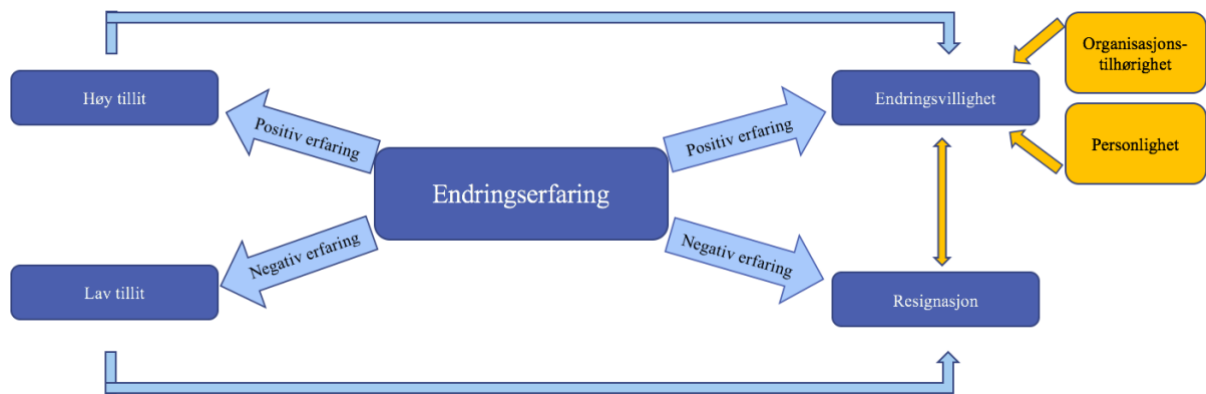 Organisasjons-
tilhørighet
Høy tillit
Endringsvillighet
Positiv erfaring
Positiv erfaring
Personlighet
Endringserfaring
Negativ erfaring
Negativ erfaring
Lav tillit
Resignasjon